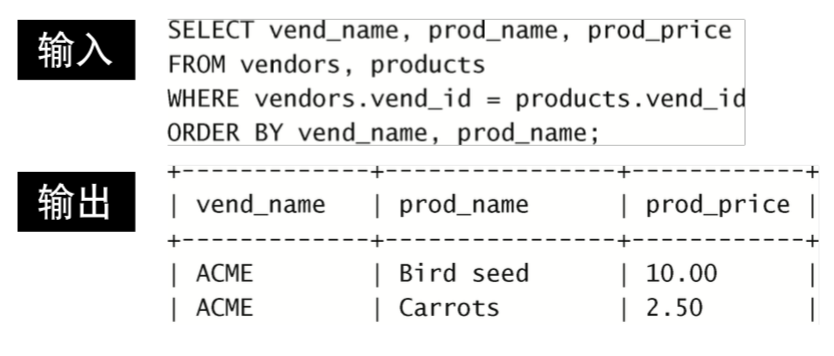 输入
SELECT vend_name, prod_name, prod_price
FROM vendors, products
WHERE vendors.vend_id = products.vend_id
ORDER BY vend_name, prod_name;
输出
+-------------+----------------+------------+
| vend_name   | prod_name      | prod_price |
+-------------+----------------+------------+
| ACME        | Bird seed      | 10.00      |
| ACME        | Carrots        | 2.50       |